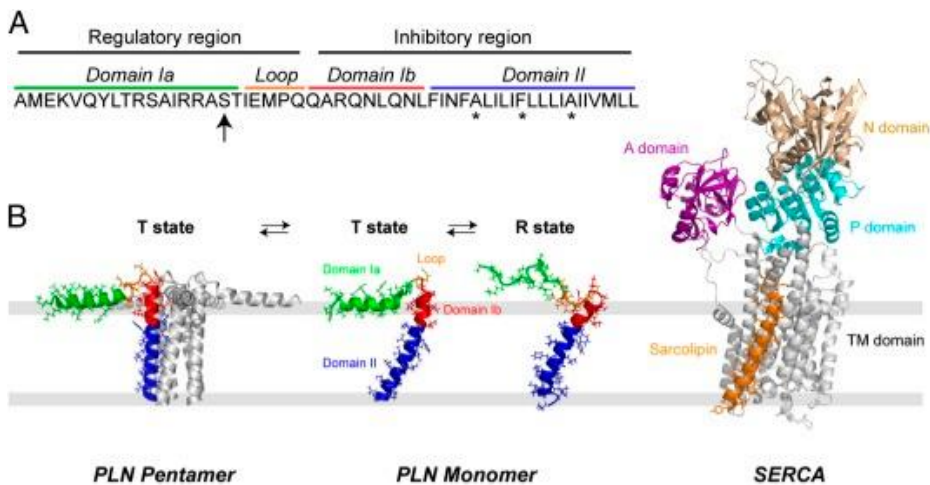 A
Regulatory region Inhibitory region
Domain Ia Loop Domain Ib Domain II
AMEKVQYLTRSAIRRASTIEMPQQARQNLQNLFINFALILIFLLLIAIIVMLL
* * *
N domain
A domain
B
T state T state R state
P domain
Domain Ia
Loop
Domain Ib
Sarcolipin
TM domain
Domain II
PLN Pentamer PLN Monomer SERCA